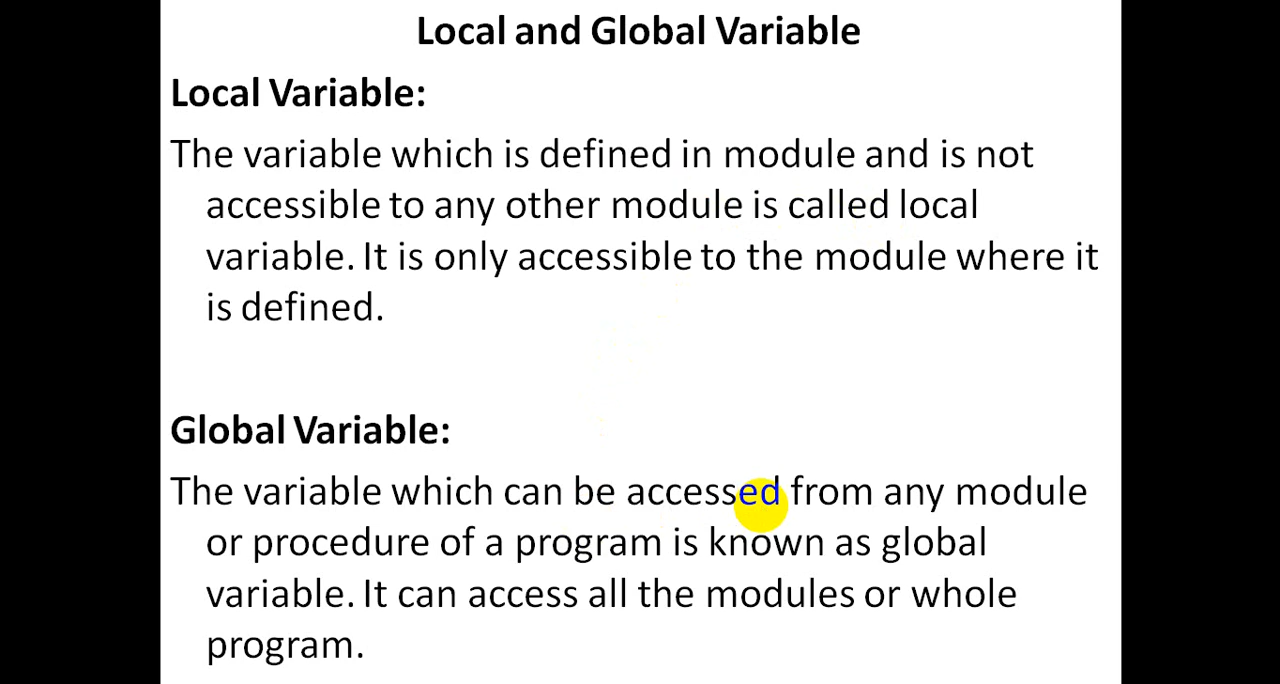 Local and Global Variable
Local Variable:
The variable which is defined in module and is not
accessible to any other module is called local
variable. It is only accessible to the module where it
is defined.
Global Variable:
The variable which can be accessed from any module
or procedure of a program is known as global
variable. It can access all the modules or whole
program.